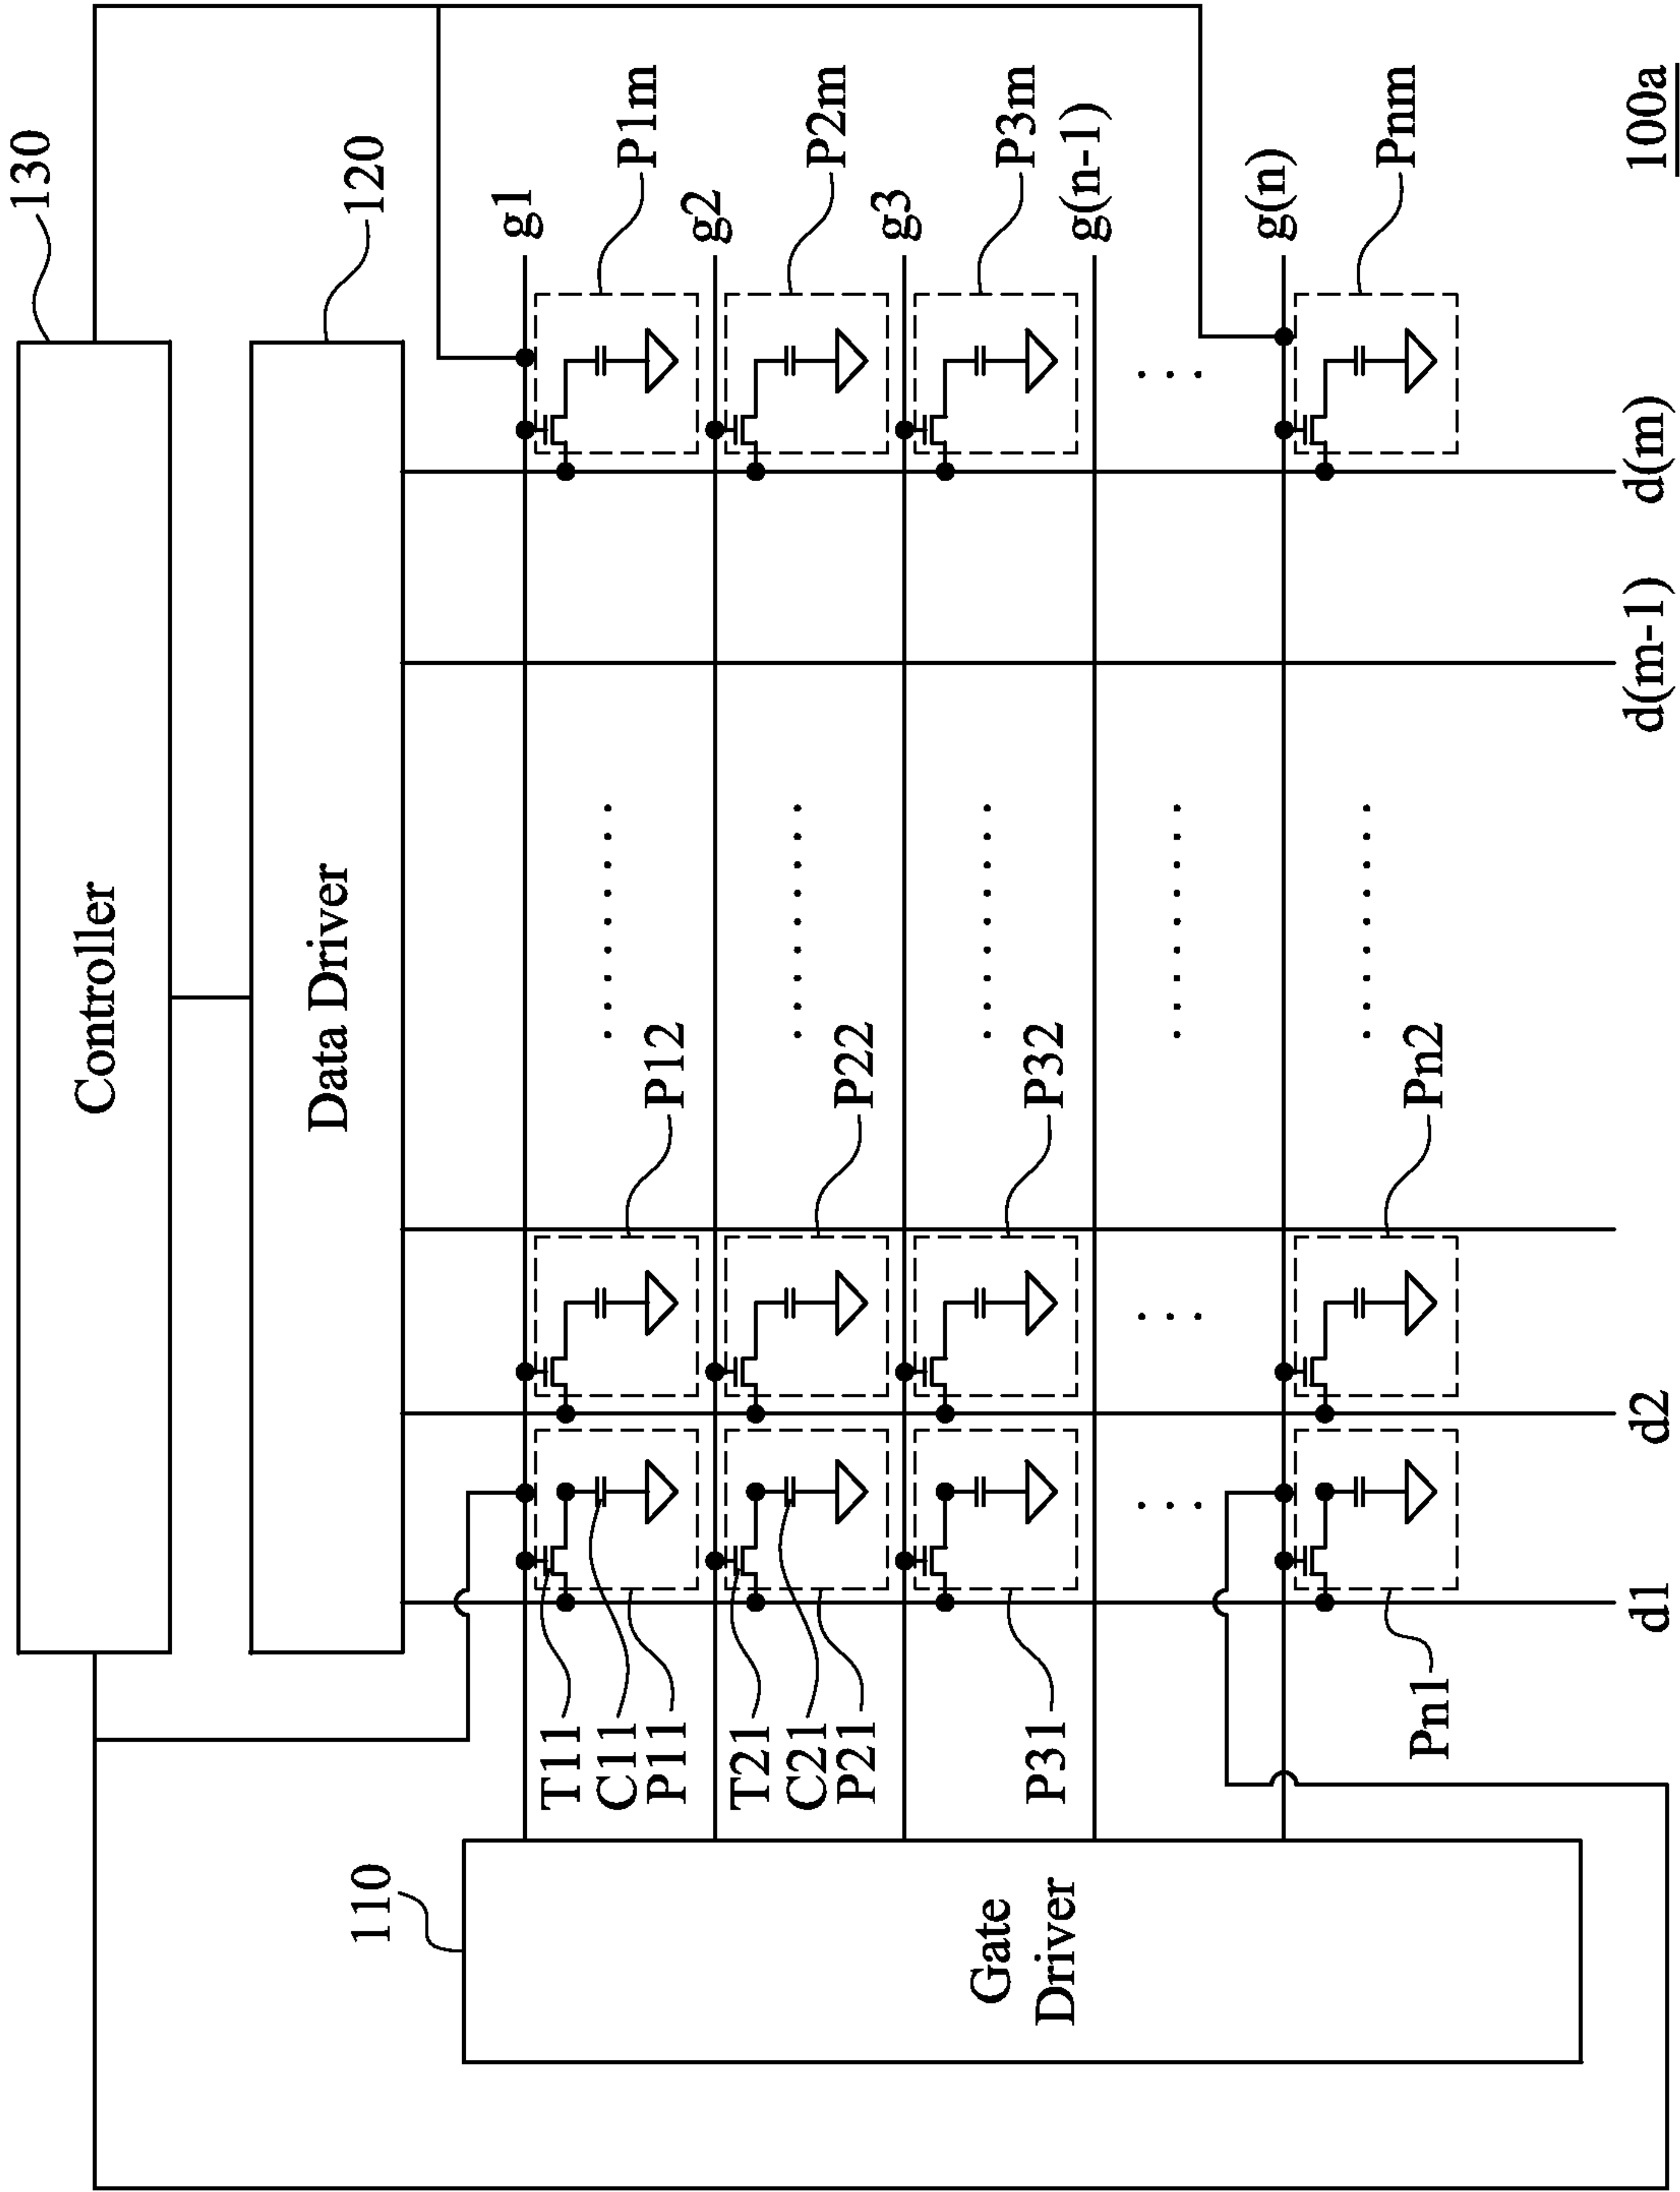 130
Controller
120
Data Driver
110
Gate
Driver
g1
T11
C11
P11
P12
P1m
g2
T21
C21
P21
P22
P2m
g3
P31
P32
P3m
g(n-1)
g(n)
Pn1
Pn2
Pnm
d1
d2
d(m-1)
d(m)
100a